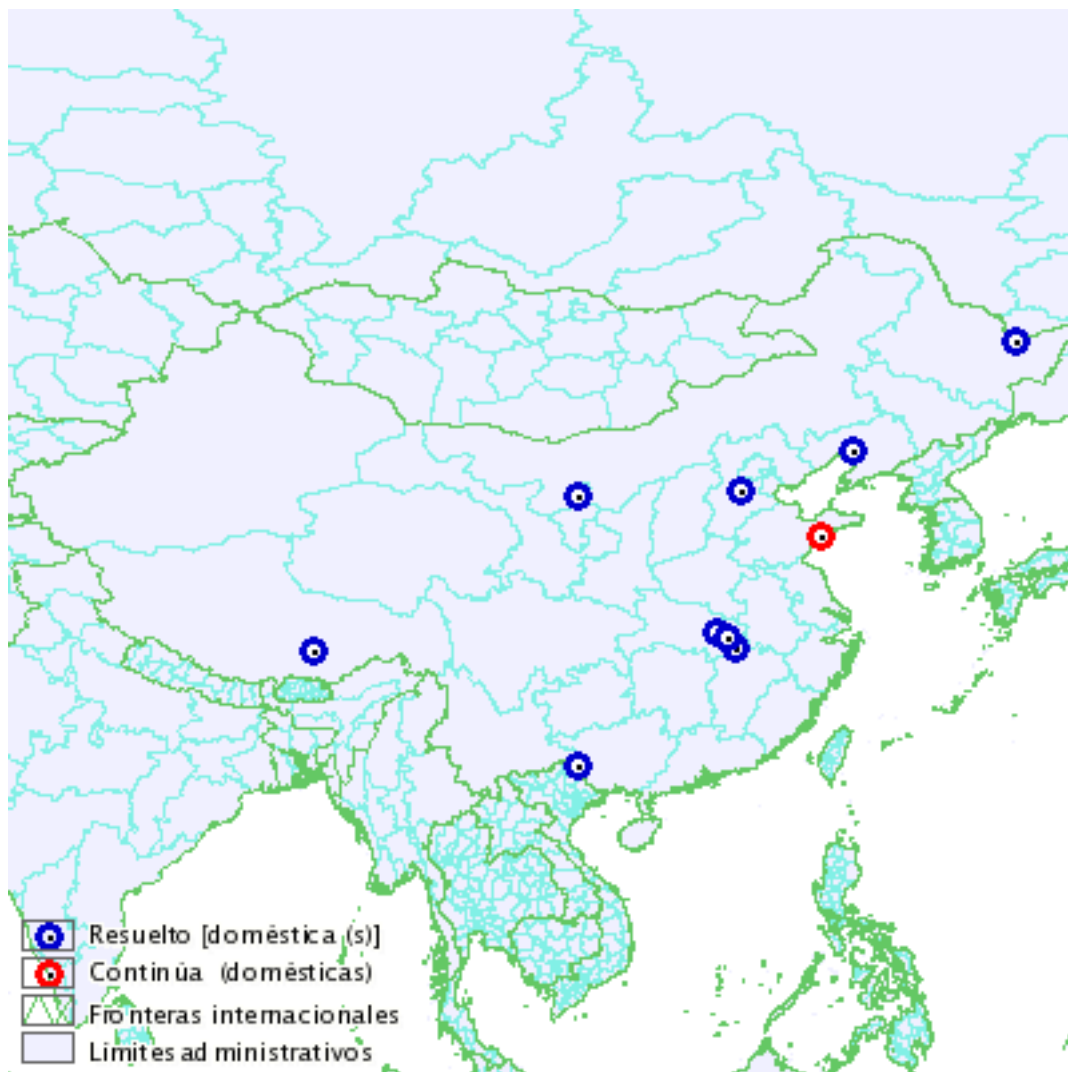 Resuelto [doméstica (s)]
Continúa (domésticas)
Fronteras internacionales
Límites administrativos